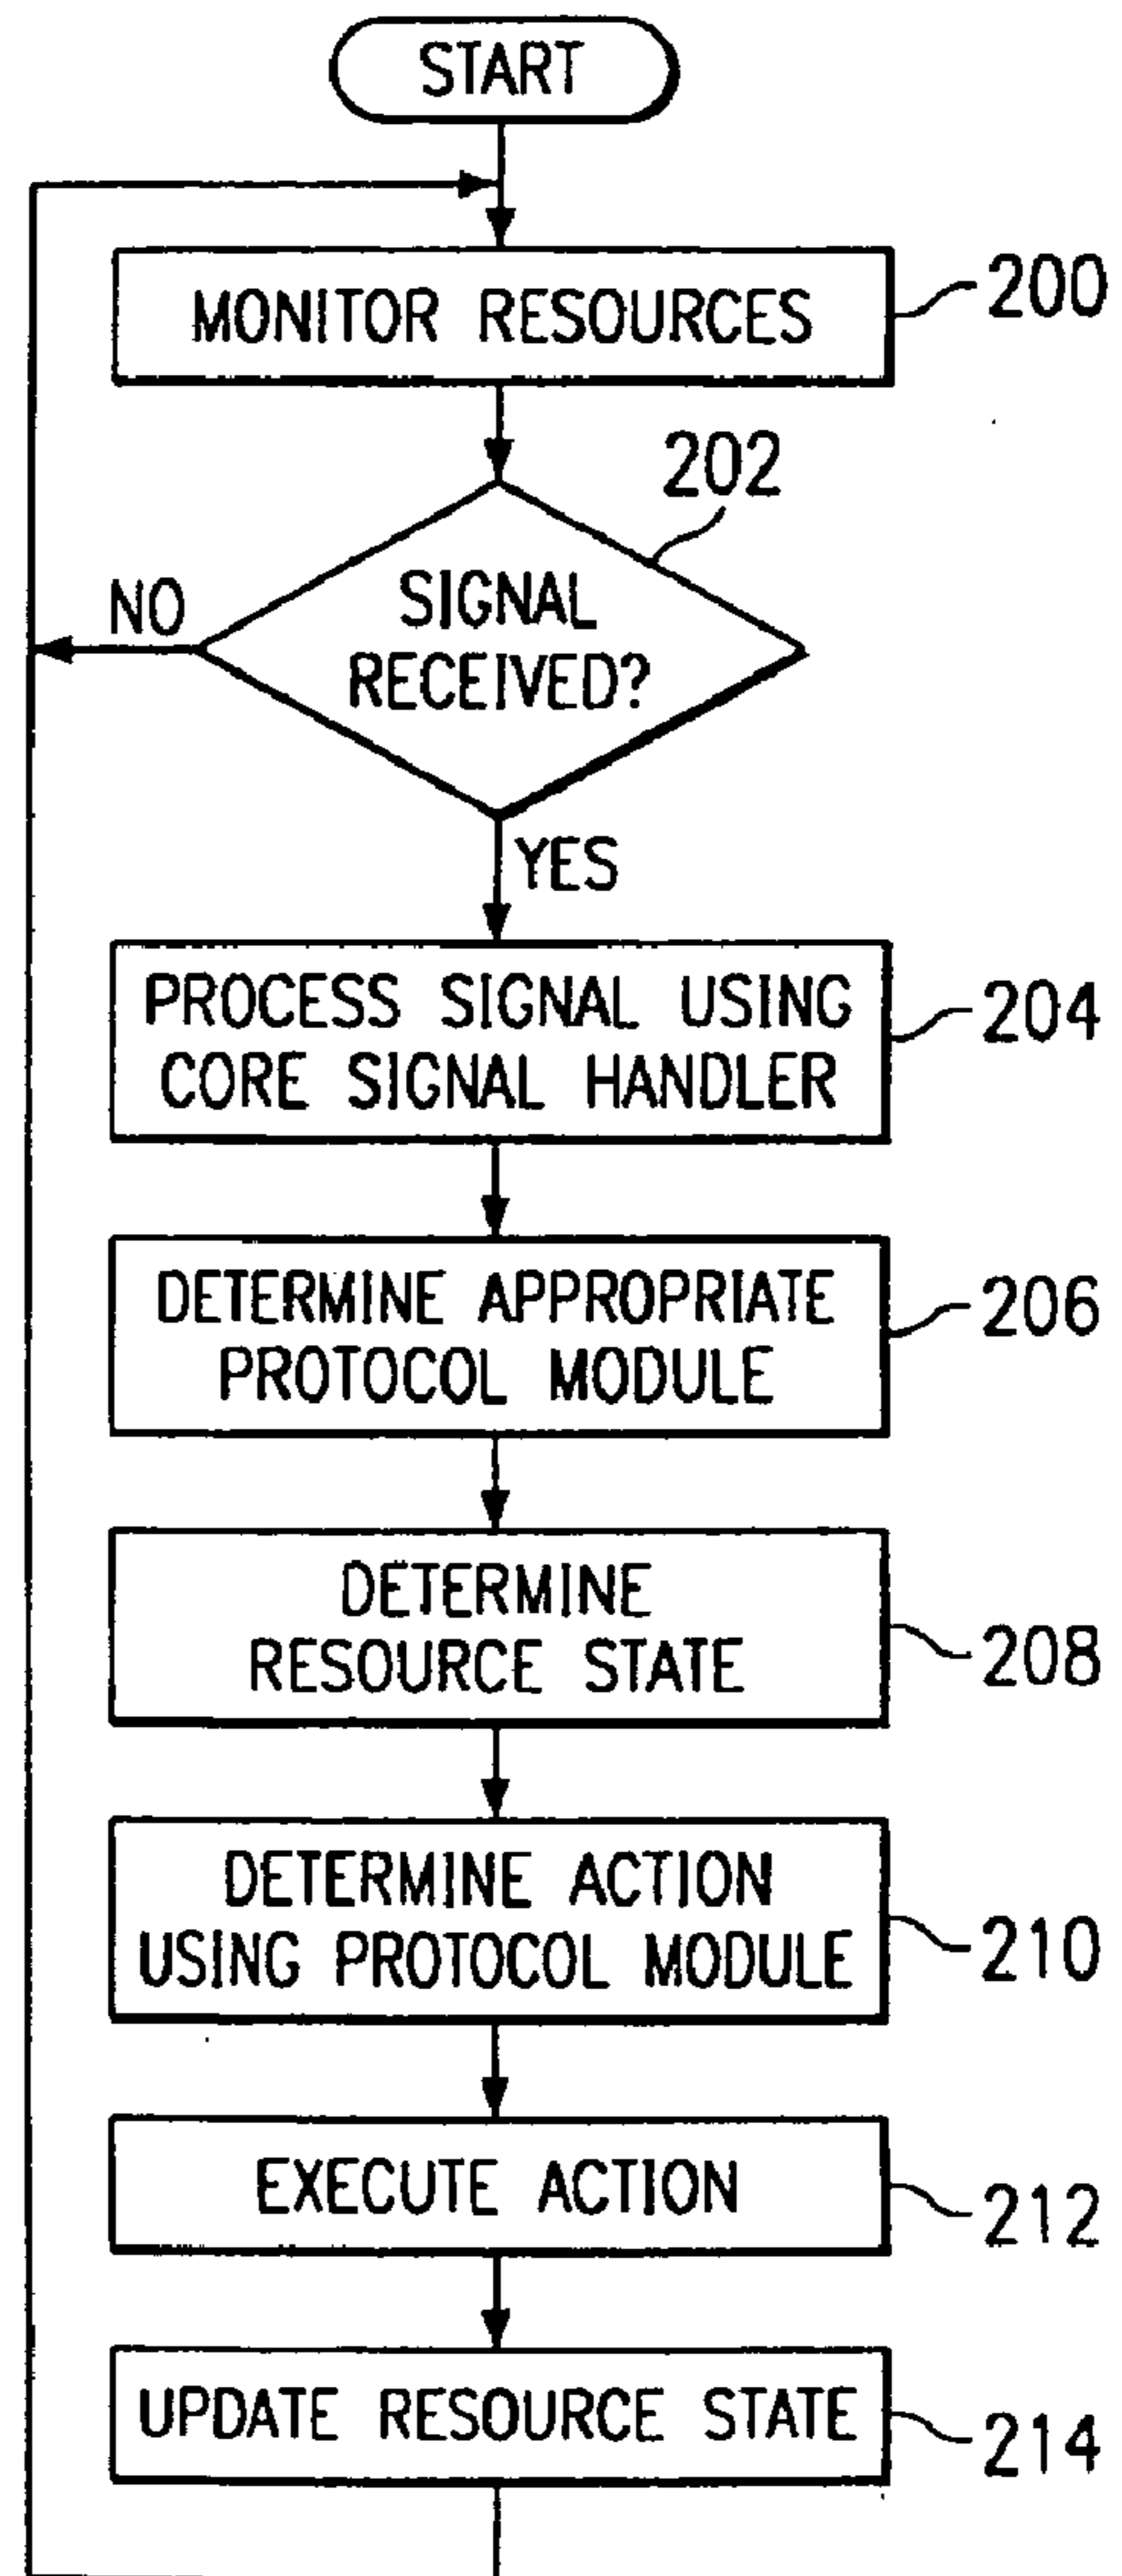 START
MONITOR RESOURCES
200
202
SIGNAL
RECEIVED?
NO
YES
PROCESS SIGNAL USING
CORE SIGNAL HANDLER
204
DETERMINE APPROPRIATE
PROTOCOL MODULE
206
DETERMINE
RESOURCE STATE
208
DETERMINE ACTION
USING PROTOCOL MODULE
210
EXECUTE ACTION
212
UPDATE RESOURCE STATE
214